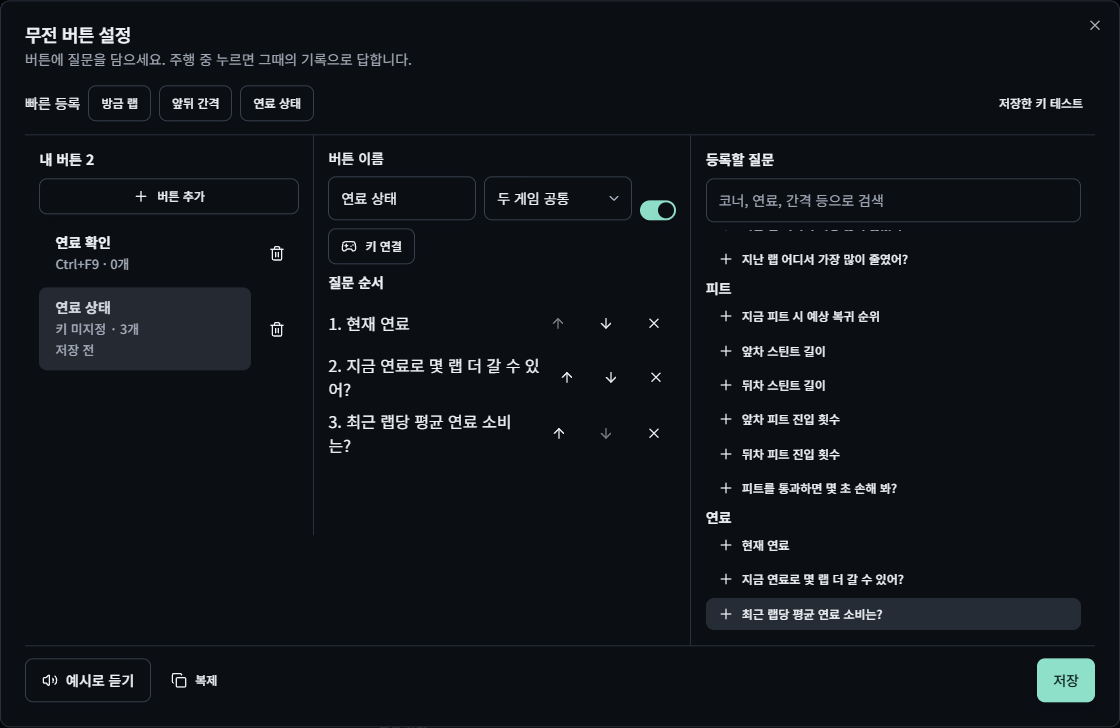 무전 버튼 설정
버튼에 질문을 담으세요. 주행 중 누르면 그때의 기록으로 답합니다.
빠른 등록
방금 랩
앞뒤 간격
연료 상태
저장한 키 테스트
내 버튼 2
버튼 추가
연료 확인
Ctrl+F9 · 0개
연료 상태
키 미지정 · 3개
저장 전
버튼 이름
연료 상태
두 게임 공통
키 연결
질문 순서
1. 현재 연료
2. 지금 연료로 몇 랩 더 갈 수 있
어?
3. 최근 랩당 평균 연료 소비
는?
등록할 질문
코너, 연료, 간격 등으로 검색
지난 랩 어디서 가장 많이 줄였어?
피트
지금 피트 시 예상 복귀 순위
앞차 스틴트 길이
뒤차 스틴트 길이
앞차 피트 진입 횟수
뒤차 피트 진입 횟수
피트를 통과하면 몇 초 손해 봐?
연료
현재 연료
지금 연료로 몇 랩 더 갈 수 있어?
최근 랩당 평균 연료 소비는?
예시로 듣기
복제
저장